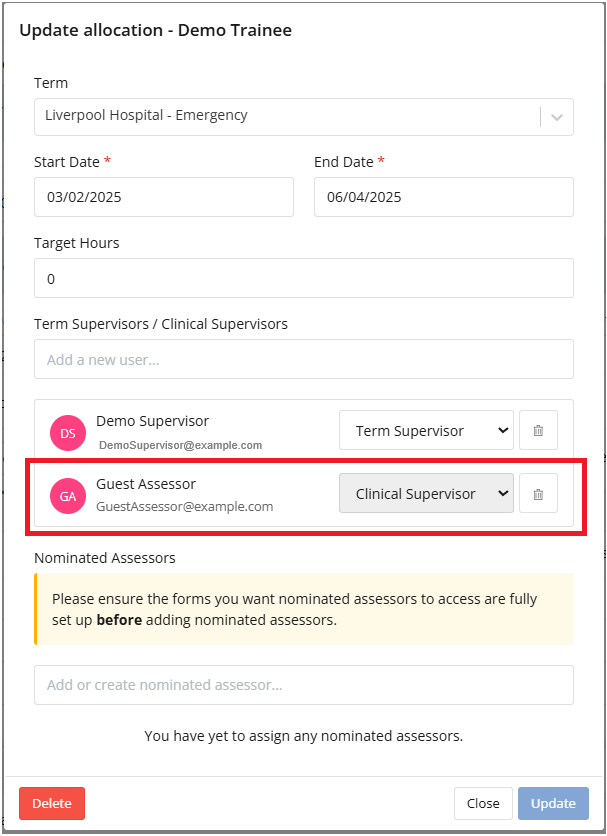 Update allocation - Demo Trainee
Term
Liverpool Hospital - Emergency
Start Date *
End Date *
03/02/2025
06/04/2025
Target Hours
0
Term Supervisors / Clinical Supervisors
Add a new user...
DS
Demo Supervisor
DemoSupervisor@example.com
Term Supervisor
GA
Guest Assessor
GuestAssessor@example.com
Clinical Supervisor
Nominated Assessors
Please ensure the forms you want nominated assessors to access are fully
set up before adding nominated assessors.
Add or create nominated assessor...
You have yet to assign any nominated assessors.
Delete
Close
Update